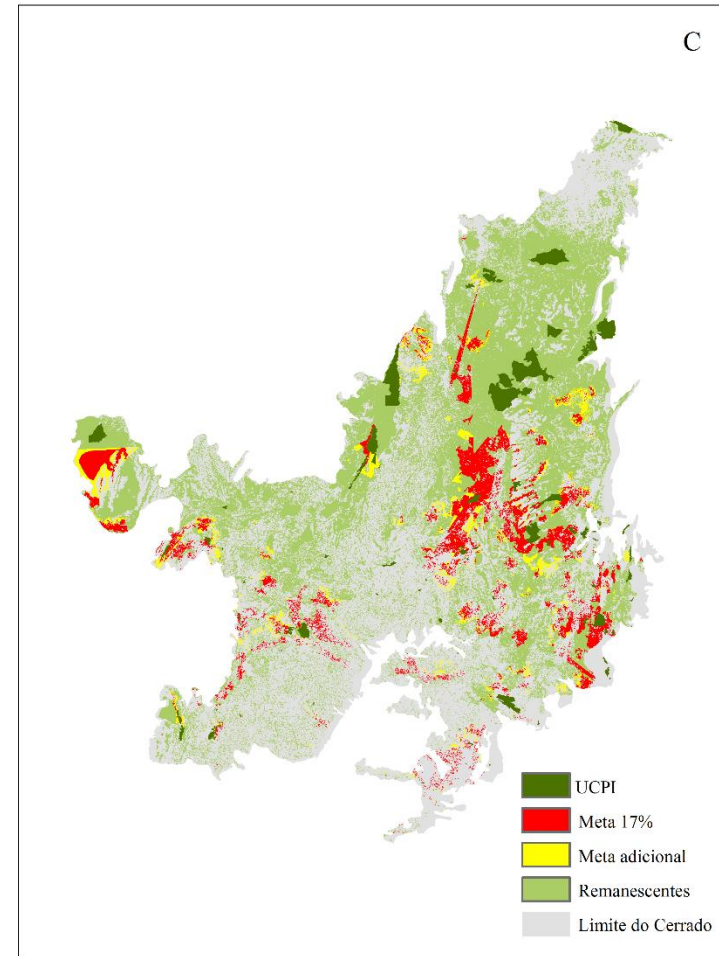 C
UCPI
Meta 17%
Meta adicional
Remanescentes
Limite do Cerrado